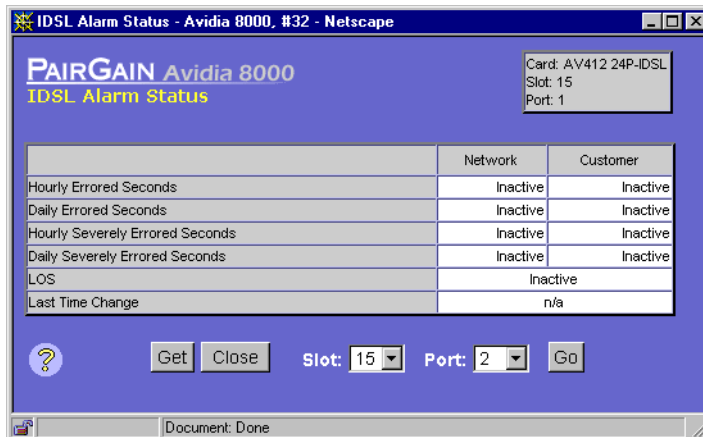 IDSL Alarm Status - Avidia 8000, #32 - Netscape
PAIRGAIN Avidia 8000
IDSL Alarm Status
Card: AV412 24P-IDSL
Slot: 15
Port: 1
Network Customer
Hourly Errored Seconds Inactive Inactive
Daily Errored Seconds Inactive Inactive
Hourly Severely Errored Seconds Inactive Inactive
Daily Severely Errored Seconds Inactive Inactive
LOS Inactive
Last Time Change n/a
? Get Close Slot: 15 Port: 2 Go
Document: Done